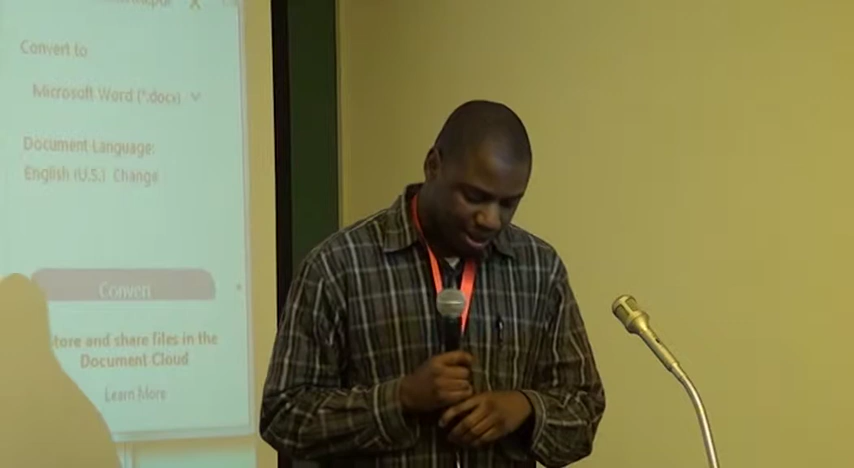 Convert to
Microsoft Word (*.docx)
Document Language:
English (U.S.) Change
Convert
tore and share files in the
Document Cloud
Learn More